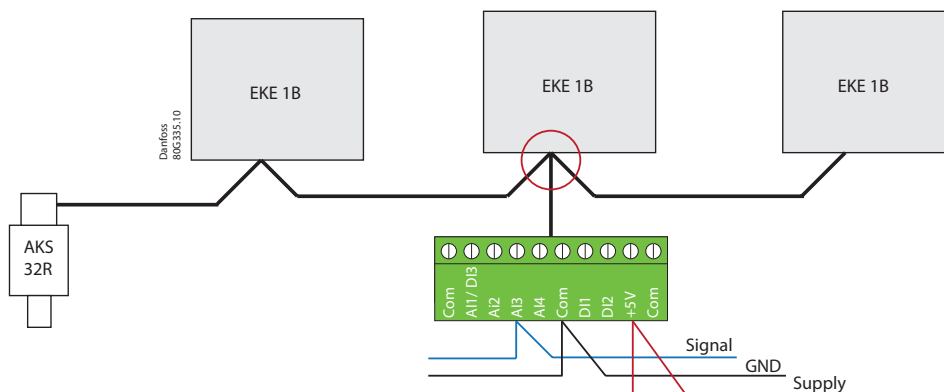 EKE 1B
EKE 1B
EKE 1B
Danfoss
80G335.10
AKS
32R
Com
AI1/ DI3
Ai2
AI3
AI4
Com
DI1
DI2
+5V
Com
Signal
GND
Supply